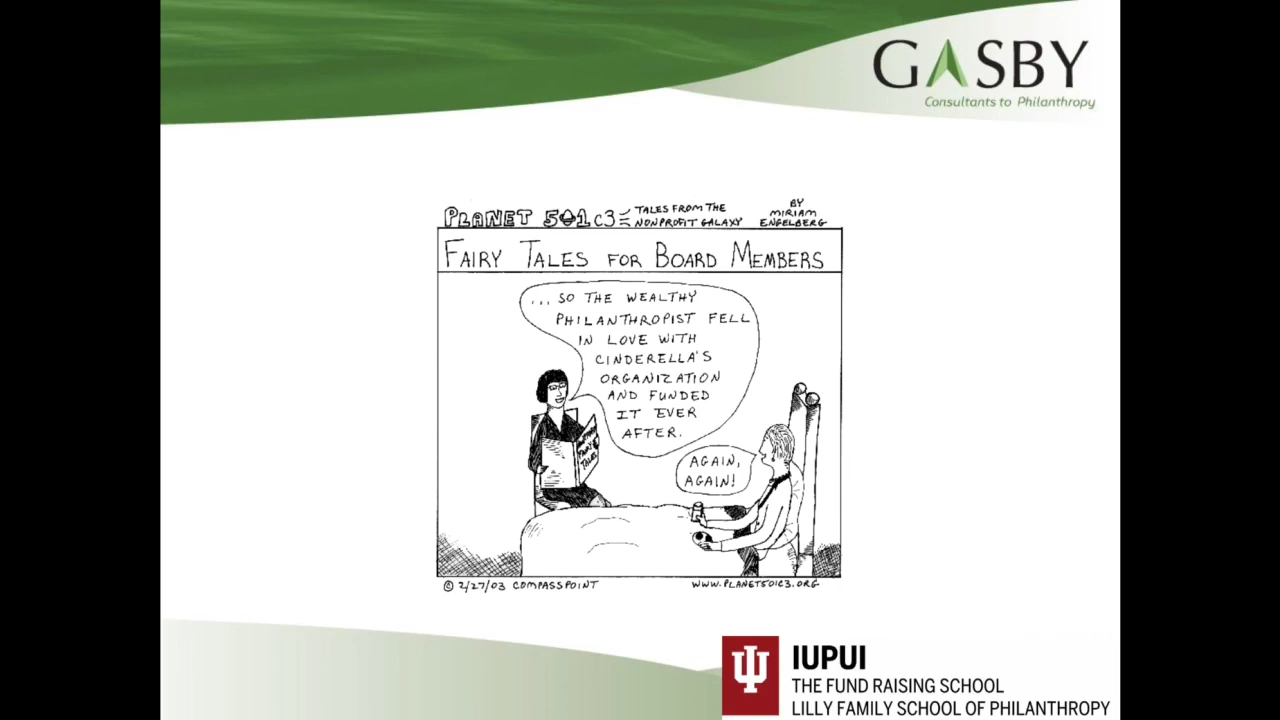 GASBY
Consultants to Philanthropy
PLANET 501c3
TALES FROM THE
NONPROFIT GALAXY
BY
MIRIAM
ENGELBERG
FAIRY TALES FOR BOARD MEMBERS
... SO THE WEALTHY
PHILANTHROPIST FELL
IN LOVE WITH
CINDERELLA'S
ORGANIZATION
AND FUNDED
IT EVER
AFTER.
AGAIN,
AGAIN!
FAIRY
TALES
© 2/27/03 COMPASSPOINT
WWW.PLANET501C3.ORG
IUPUI
THE FUND RAISING SCHOOL
LILLY FAMILY SCHOOL OF PHILANTHROPY